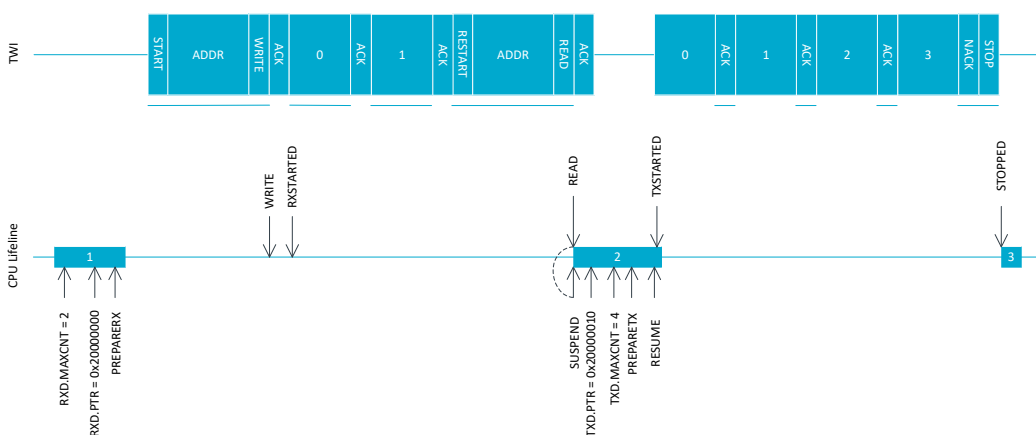 TWI
START
ADDR
WRITE
ACK
0
ACK
1
ACK
RESTART
ADDR
READ
ACK
0
ACK
1
ACK
2
ACK
3
NACK
STOP
WRITE
RXSTARTED
READ
TXSTARTED
STOPPED
CPU Lifeline
1
2
3
RXD.MAXCNT = 2
RXD.PTR = 0x20000000
PREPARERX
SUSPEND
TXD.PTR = 0x20000010
TXD.MAXCNT = 4
PREPARETX
RESUME